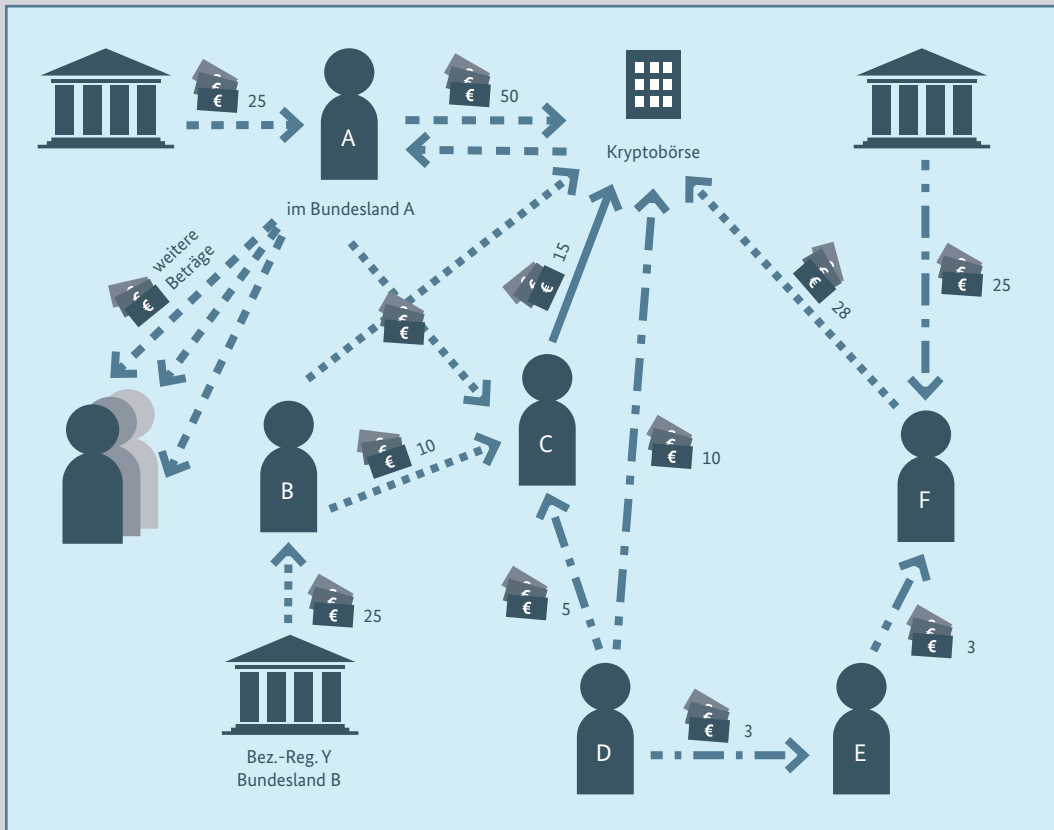 25
A
50
Kryptobörse
im Bundesland A
weitere
Beträge
15
28
25
C
B
10
10
F
25
5
3
3
Bez.-Reg. Y
Bundesland B
D
E
€
€
€
€
€
€
€
€
€
€
€
€